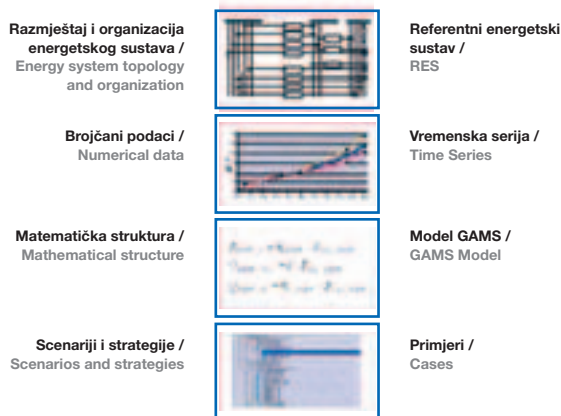 Razmještaj i organizacija
energetskog sustava /
Energy system topology
and organization
Referentni energetski
sustav /
RES
Brojčani podaci /
Numerical data
Vremenska serija /
Time Series
Matematička struktura /
Mathematical structure
Model GAMS /
GAMS Model
Scenariji i strategije /
Scenarios and strategies
Primjeri /
Cases